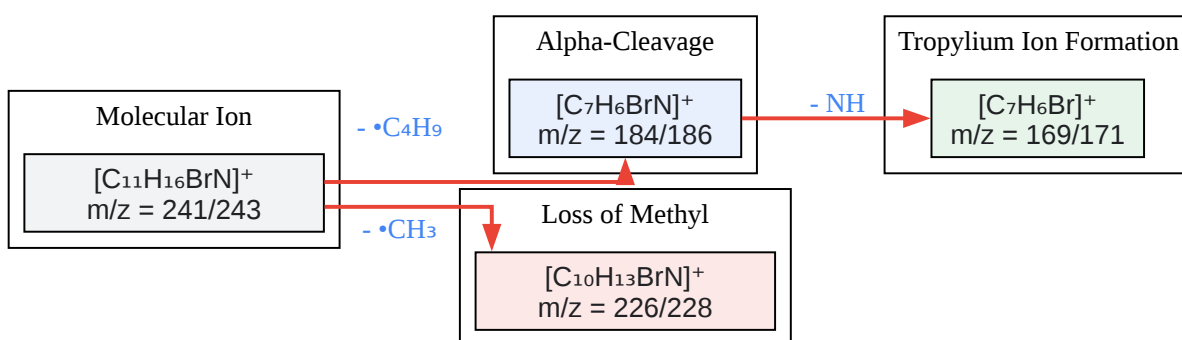 Molecular Ion
[C₁₁H₁₆BrN]⁺
m/z = 241/243
- •C₄H₉
- •CH₃
Alpha-Cleavage
[C₇H₆BrN]⁺
m/z = 184/186
Loss of Methyl
[C₁₀H₁₃BrN]⁺
m/z = 226/228
- NH
Tropylium Ion Formation
[C₇H₆Br]⁺
m/z = 169/171